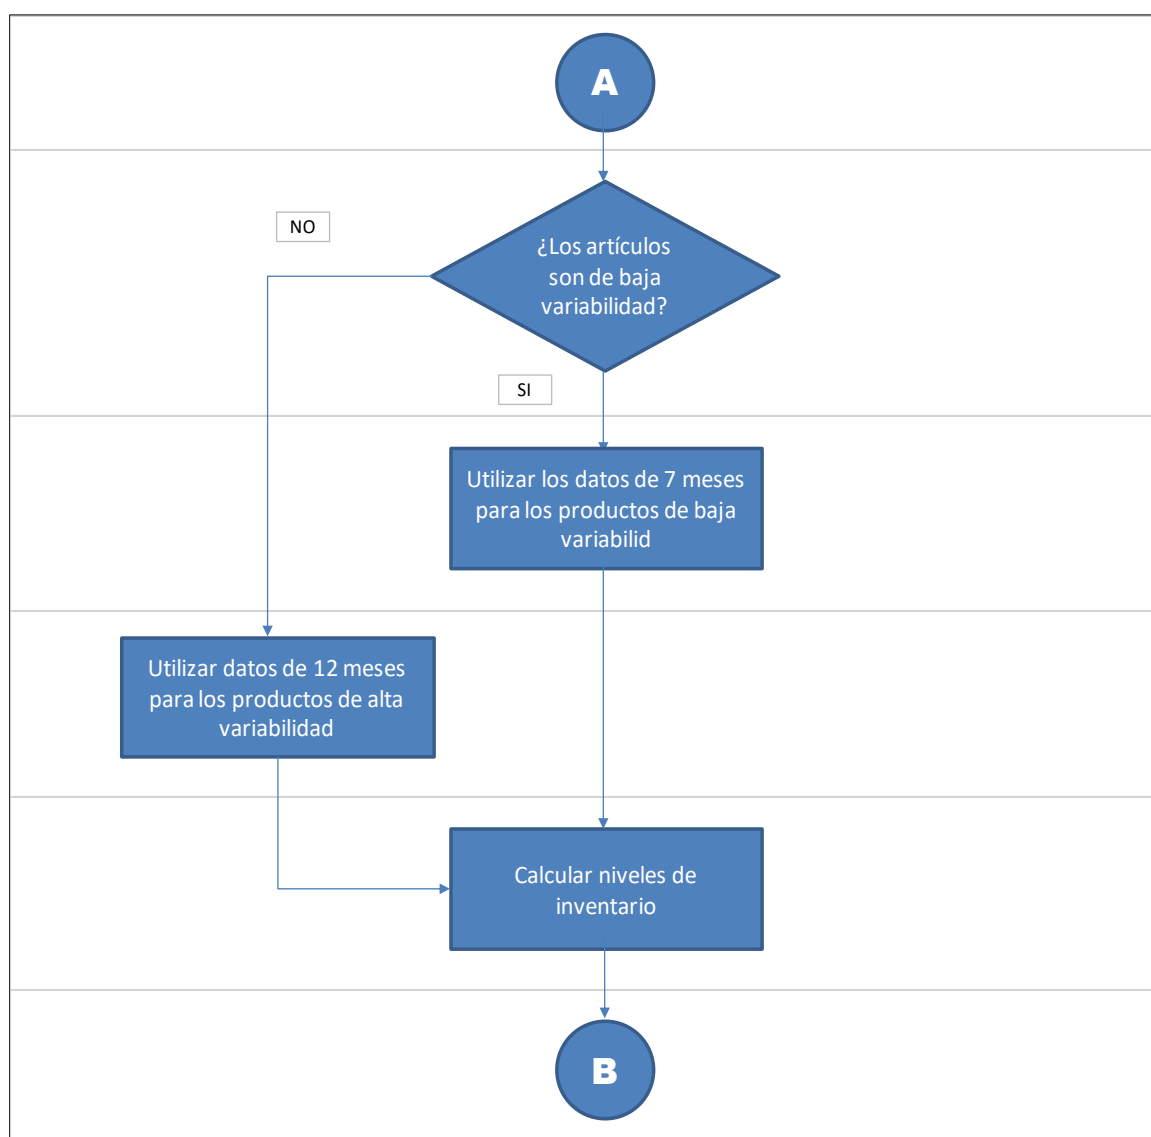 A
NO
¿Los artículos
son de baja
variabilidad?
SI
Utilizar los datos de 7 meses
para los productos de baja
variabilid
Utilizar datos de 12 meses
para los productos de alta
variabilidad
Calcular niveles de
inventario
B